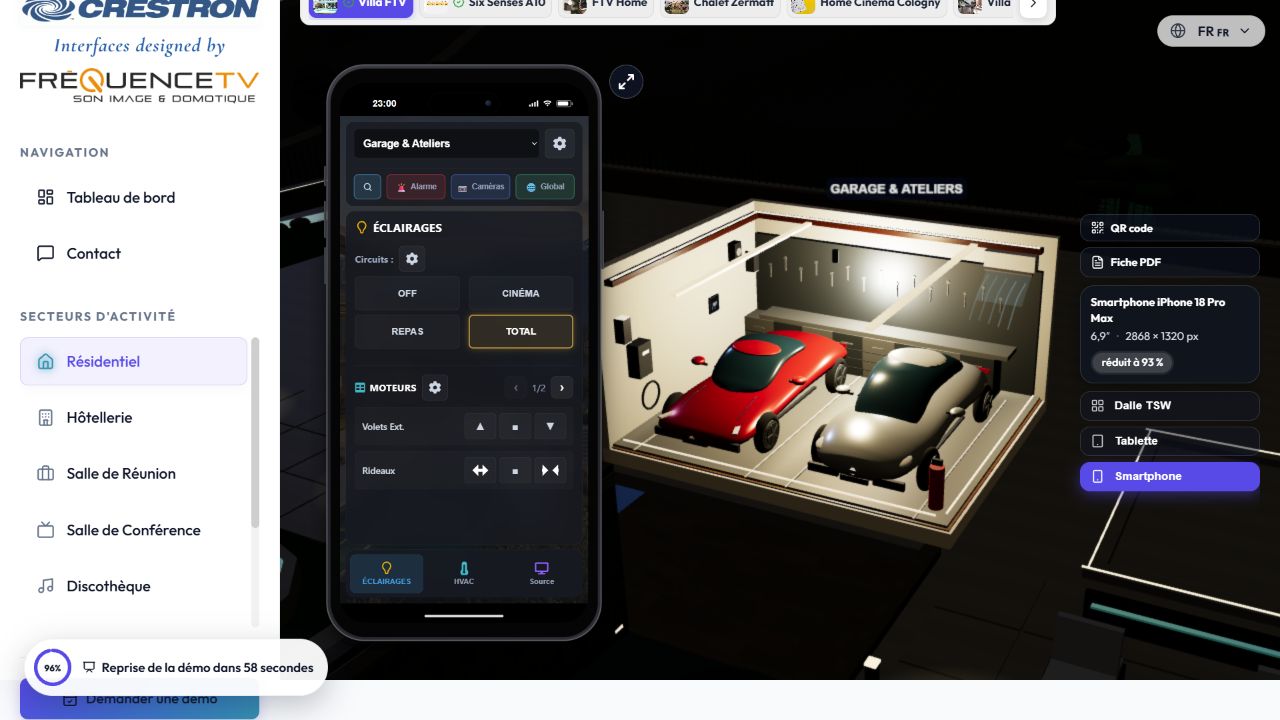 CRESTRON
Interfaces designed by
FRÉQUENCETV
SON IMAGE & DOMOTIQUE
NAVIGATION
Tableau de bord
Contact
SECTEURS D'ACTIVITÉ
Résidentiel
Hôtellerie
Salle de Réunion
Salle de Conférence
Discothèque
96%
Reprise de la démo dans 58 secondes
Demander une démo
Villa FTV
Six Senses A10
FTV Home
Chalet Zermatt
Home Cinema Cologny
Villa
FR FR
23:00
Garage & Ateliers
Alarme
Caméras
Global
ÉCLAIRAGES
Circuits :
OFF
CINÉMA
REPAS
TOTAL
MOTEURS
1/2
Volets Ext.
Rideaux
ÉCLAIRAGES
HVAC
Source
GARAGE & ATELIERS
QR code
Fiche PDF
Smartphone iPhone 18 Pro
Max
6,9" · 2868 × 1320 px
réduit à 93 %
Dalle TSW
Tablette
Smartphone